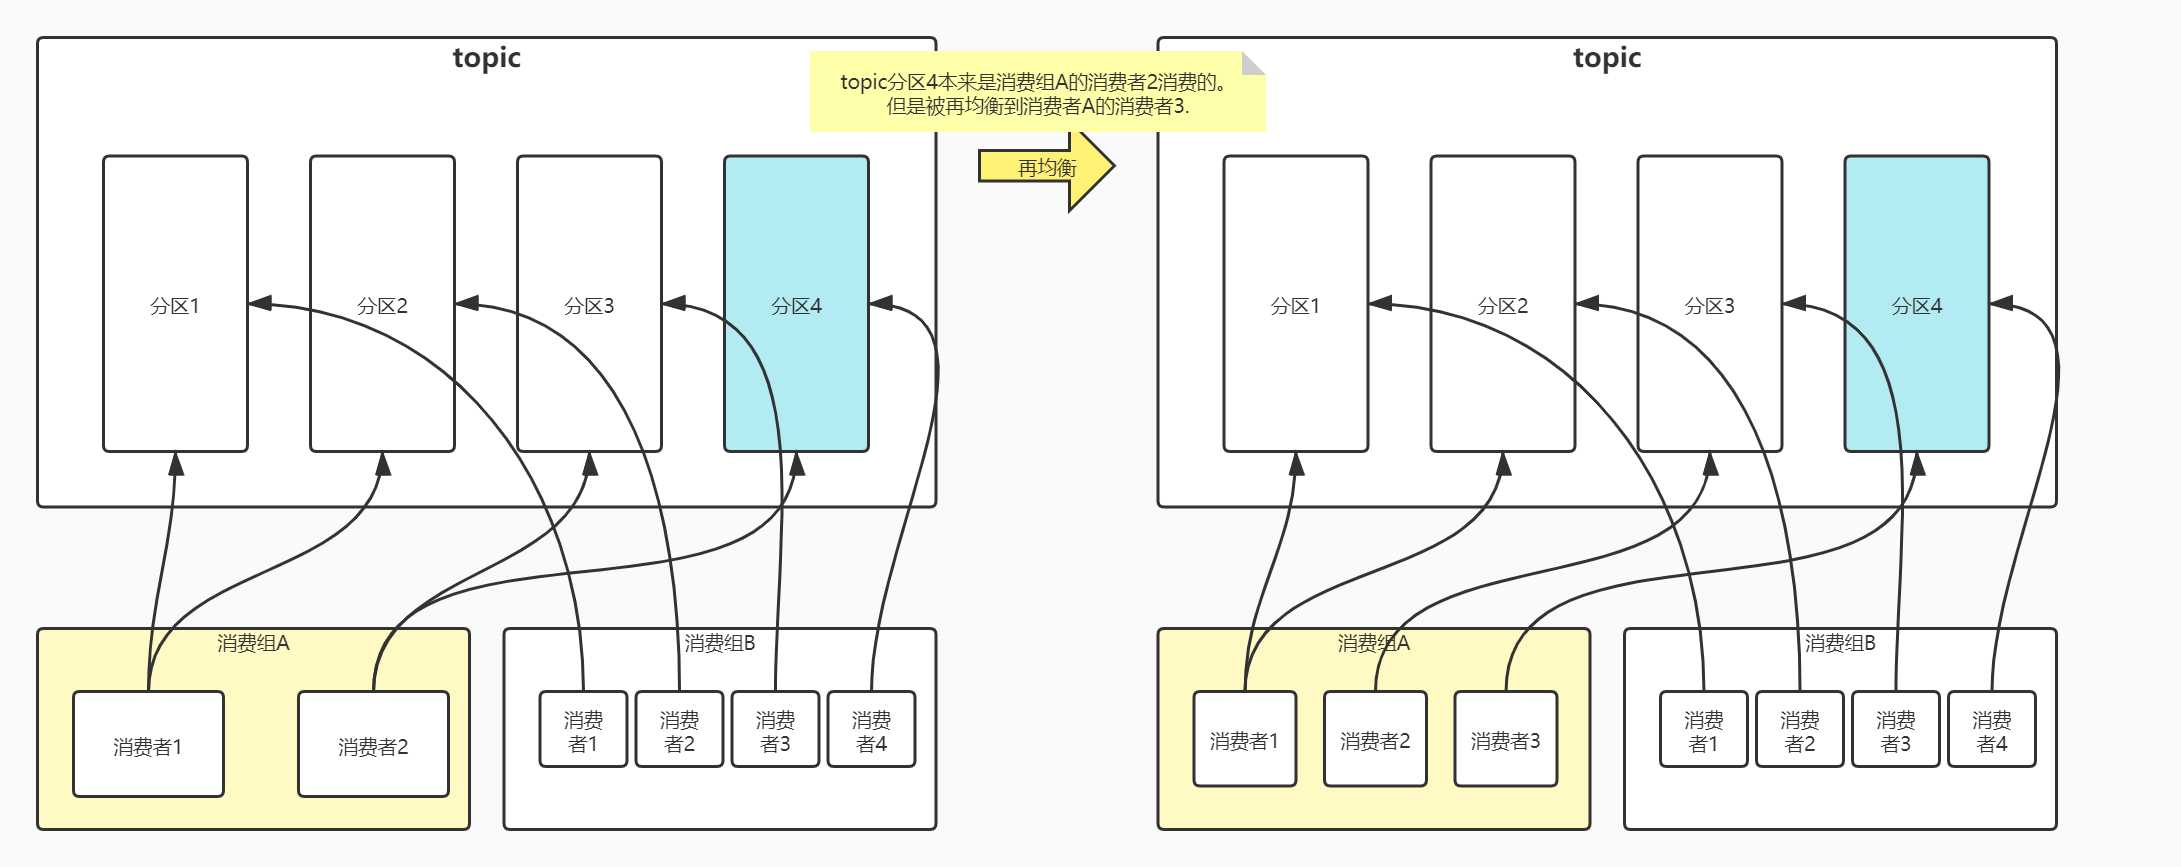 topic
topic分区4本来是消费组A的消费者2消费的。
但是被再均衡到消费者A的消费者3.
topic
再均衡
分区1
分区2
分区3
分区4
分区1
分区2
分区3
分区4
消费组A
消费组B
消费组A
消费组B
消费者1
消费者2
消费
者1
消费
者2
消费
者3
消费
者4
消费者1
消费者2
消费者3
消费
者1
消费
者2
消费
者3
消费
者4